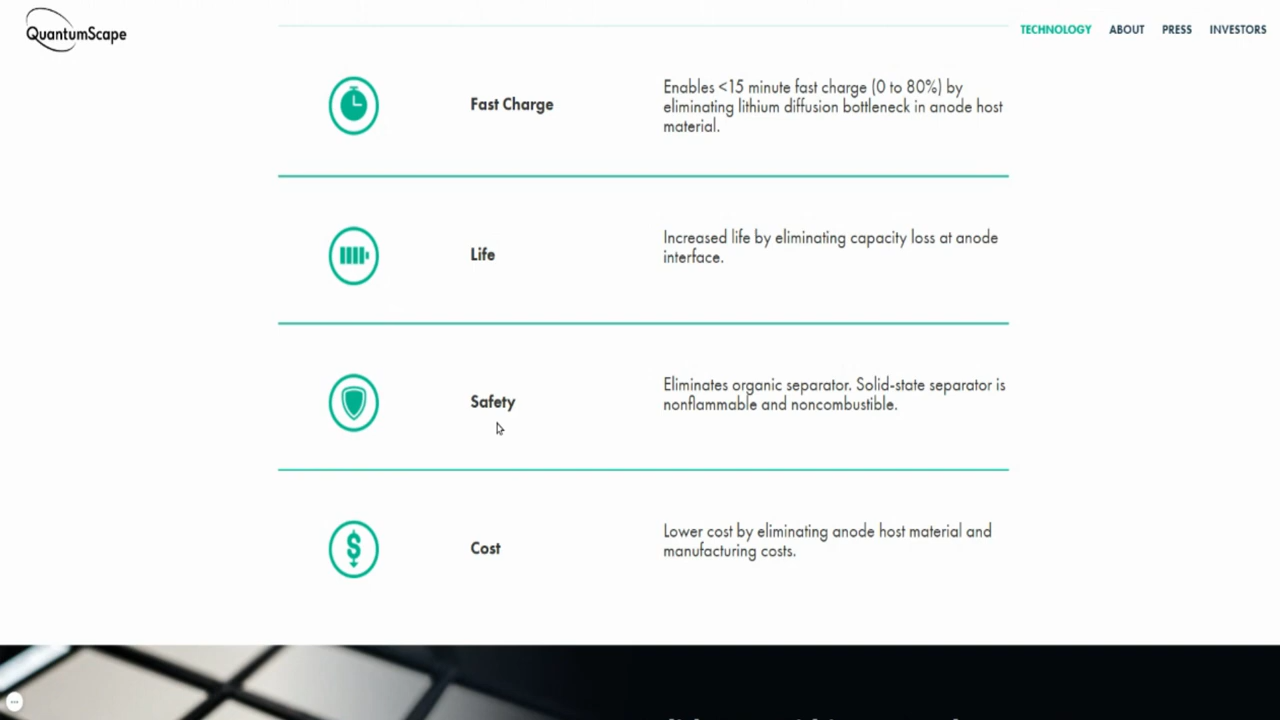 QuantumScape
TECHNOLOGY ABOUT PRESS INVESTORS
Fast Charge
Enables <15 minute fast charge (0 to 80%) by
eliminating lithium diffusion bottleneck in anode host
material.
Life
Increased life by eliminating capacity loss at anode
interface.
Safety
Eliminates organic separator. Solid-state separator is
nonflammable and noncombustible.
Cost
Lower cost by eliminating anode host material and
manufacturing costs.